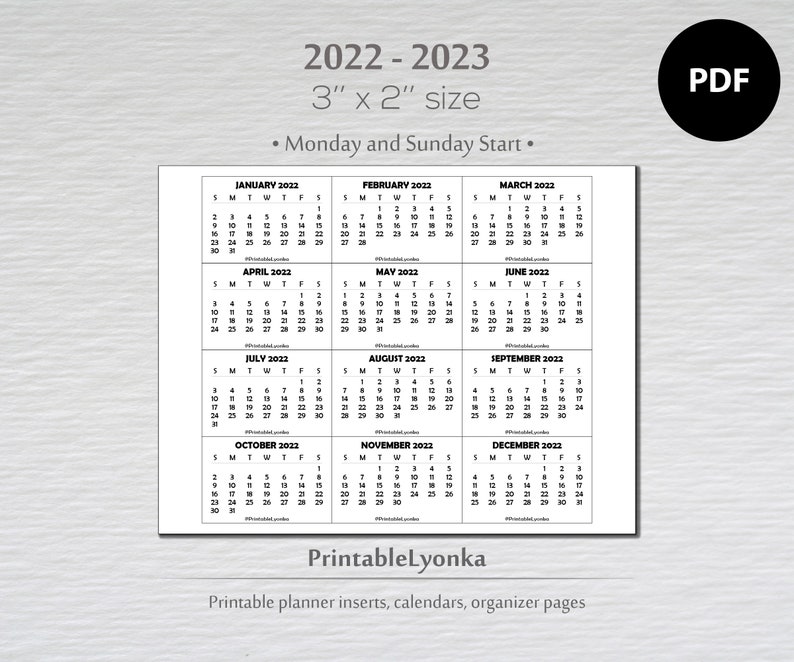 2022 - 2023
PDF
3" x 2" size
• Monday and Sunday Start •
JANUARY 2022
S M T W T F S
1
2 3 4 5 6 7 8
9 10 11 12 13 14 15
16 17 18 19 20 21 22
23 24 25 26 27 28 29
30 31
@PrintableLyonka
FEBRUARY 2022
S M T W T F S
1 2 3 4 5
6 7 8 9 10 11 12
13 14 15 16 17 18 19
20 21 22 23 24 25 26
27 28
@PrintableLyonka
MARCH 2022
S M T W T F S
1 2 3 4 5
6 7 8 9 10 11 12
13 14 15 16 17 18 19
20 21 22 23 24 25 26
27 28 29 30 31
@PrintableLyonka
APRIL 2022
S M T W T F S
1 2
3 4 5 6 7 8 9
10 11 12 13 14 15 16
17 18 19 20 21 22 23
24 25 26 27 28 29 30
@PrintableLyonka
MAY 2022
S M T W T F S
1 2 3 4 5 6 7
8 9 10 11 12 13 14
15 16 17 18 19 20 21
22 23 24 25 26 27 28
29 30 31
@PrintableLyonka
JUNE 2022
S M T W T F S
1 2 3 4
5 6 7 8 9 10 11
12 13 14 15 16 17 18
19 20 21 22 23 24 25
26 27 28 29 30
@PrintableLyonka
JULY 2022
S M T W T F S
1 2
3 4 5 6 7 8 9
10 11 12 13 14 15 16
17 18 19 20 21 22 23
24 25 26 27 28 29 30
31
@PrintableLyonka
AUGUST 2022
S M T W T F S
1 2 3 4 5 6
7 8 9 10 11 12 13
14 15 16 17 18 19 20
21 22 23 24 25 26 27
28 29 30 31
@PrintableLyonka
SEPTEMBER 2022
S M T W T F S
1 2 3
4 5 6 7 8 9 10
11 12 13 14 15 16 17
18 19 20 21 22 23 24
25 26 27 28 29 30
@PrintableLyonka
OCTOBER 2022
S M T W T F S
1
2 3 4 5 6 7 8
9 10 11 12 13 14 15
16 17 18 19 20 21 22
23 24 25 26 27 28 29
30 31
@PrintableLyonka
NOVEMBER 2022
S M T W T F S
1 2 3 4 5
6 7 8 9 10 11 12
13 14 15 16 17 18 19
20 21 22 23 24 25 26
27 28 29 30
@PrintableLyonka
DECEMBER 2022
S M T W T F S
1 2 3
4 5 6 7 8 9 10
11 12 13 14 15 16 17
18 19 20 21 22 23 24
25 26 27 28 29 30 31
@PrintableLyonka
PrintableLyonka
Printable planner inserts, calendars, organizer pages